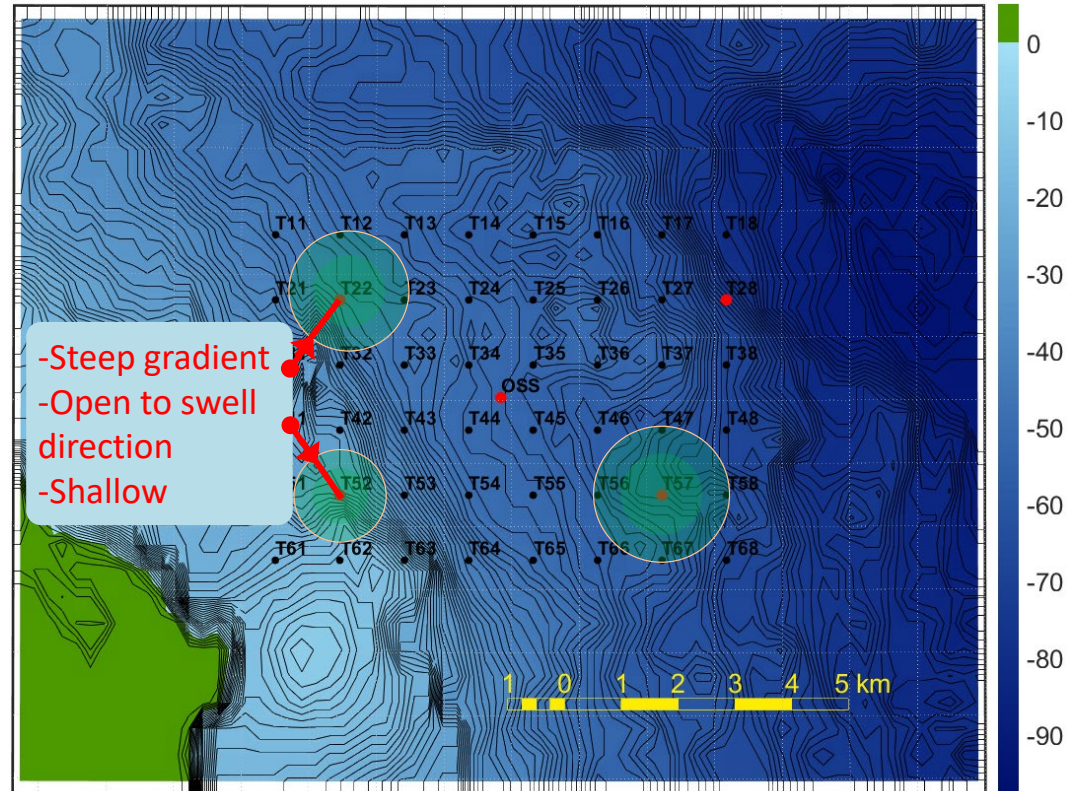 0
-10
-20
-30
-40
-50
-60
-70
-80
-90
T11 T12 T13 T14 T15 T16 T17 T18
T21 T22 T23 T24 T25 T26 T27 T28
T33 T34 T35 T36 T37 T38
OSS
T42 T43 T44 T45 T46 T47 T48
T52 T53 T54 T55 T56 T57 T58
T61 T62 T63 T64 T65 T66 T67 T68
-Steep gradient
-Open to swell
direction
-Shallow
1 0 1 2 3 4 5 km